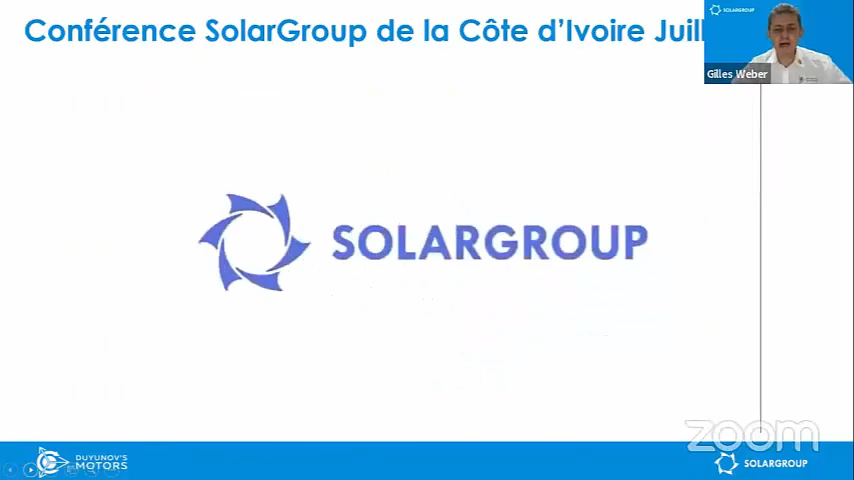 Conférence SolarGroup de la Côte d'Ivoire Juill
SOLARGROUP
Gilles Weber
SOLARGROUP
zoom
DUYUNOV'S
MOTORS
SOLARGROUP